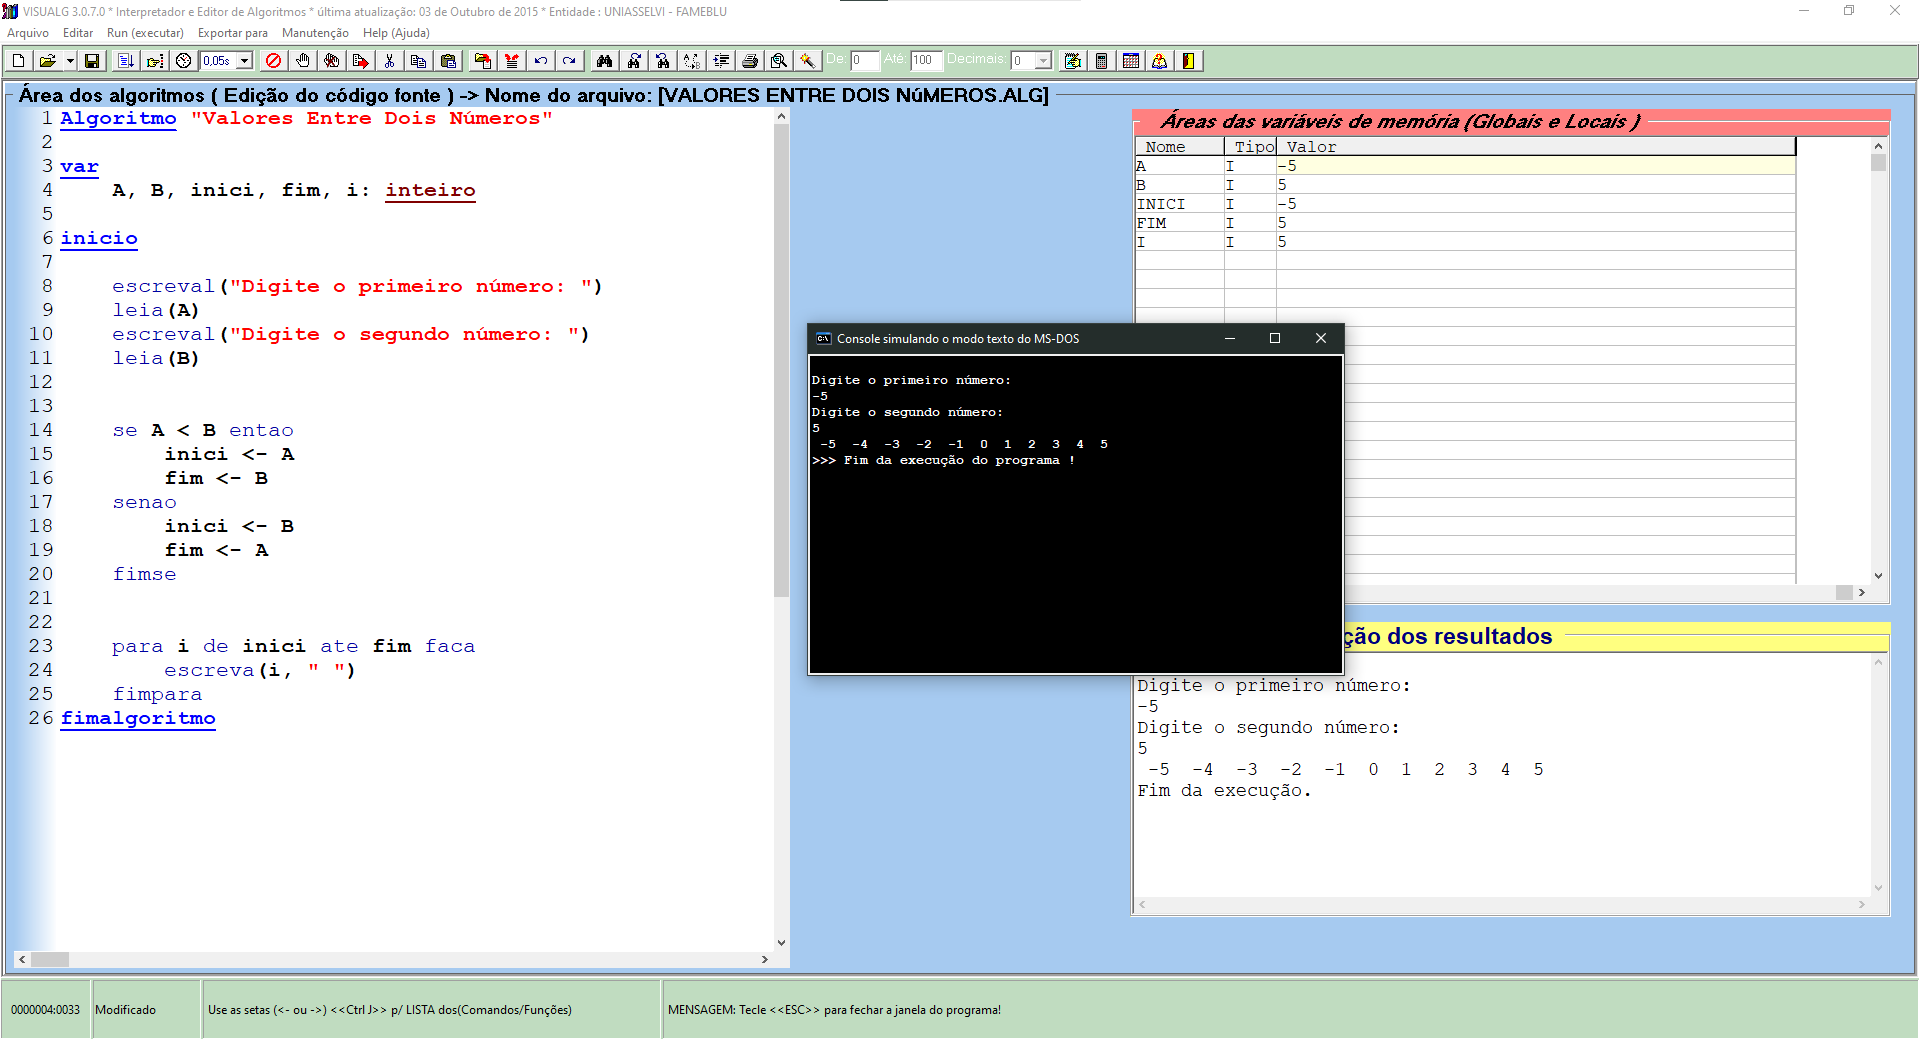 VISUALG 3.0.7.0 * Interpretador e Editor de Algoritmos * última atualização: 03 de Outubro de 2015 * Entidade : UNIASSELVI - FAMEBLU
Arquivo Editar Run (executar) Exportar para Manutenção Help (Ajuda)
0,05s De: 0 Até: 100 Decimais: 0
Área dos algoritmos ( Edição do código fonte ) -> Nome do arquivo: [VALORES ENTRE DOIS NúMEROS.ALG]
1 Algoritmo "Valores Entre Dois Números"
2
3 var
4 A, B, inici, fim, i: inteiro
5
6 inicio
7
8 escreval("Digite o primeiro número: ")
9 leia(A)
10 escreval("Digite o segundo número: ")
11 leia(B)
12
13
14 se A < B entao
15 inici <- A
16 fim <- B
17 senao
18 inici <- B
19 fim <- A
20 fimse
21
22
23 para i de inici ate fim faca
24 escreva(i, " ")
25 fimpara
26 fimalgoritmo
Áreas das variáveis de memória (Globais e Locais )
Nome Tipo Valor
A I -5
B I 5
INICI I -5
FIM I 5
I I 5
Console simulando o modo texto do MS-DOS
Digite o primeiro número:
-5
Digite o segundo número:
5
-5 -4 -3 -2 -1 0 1 2 3 4 5
>>> Fim da execução do programa !
ção dos resultados
Digite o primeiro número:
-5
Digite o segundo número:
5
-5 -4 -3 -2 -1 0 1 2 3 4 5
Fim da execução.
0000004:0033 Modificado Use as setas (<- ou ->) <<Ctrl J>> p/ LISTA dos(Comandos/Funções) MENSAGEM: Tecle <<ESC>> para fechar a janela do programa!